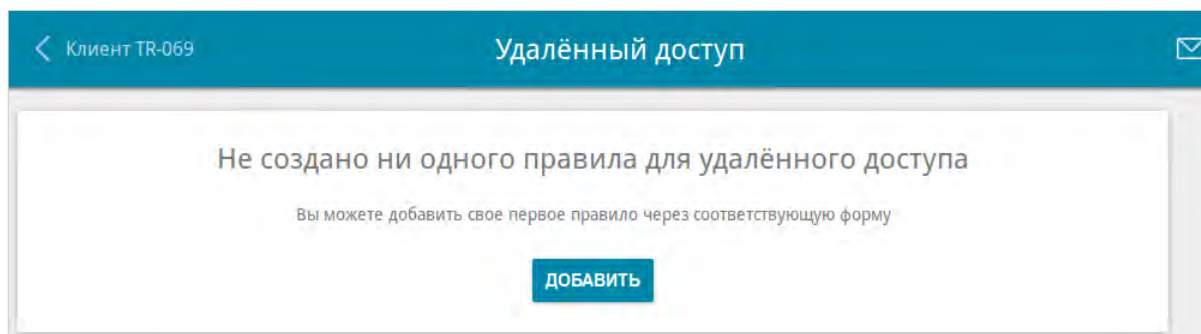 Клиент TR-069
Удалённый доступ
Не создано ни одного правила для удалённого доступа
Вы можете добавить свое первое правило через соответствующую форму
ДОБАВИТЬ